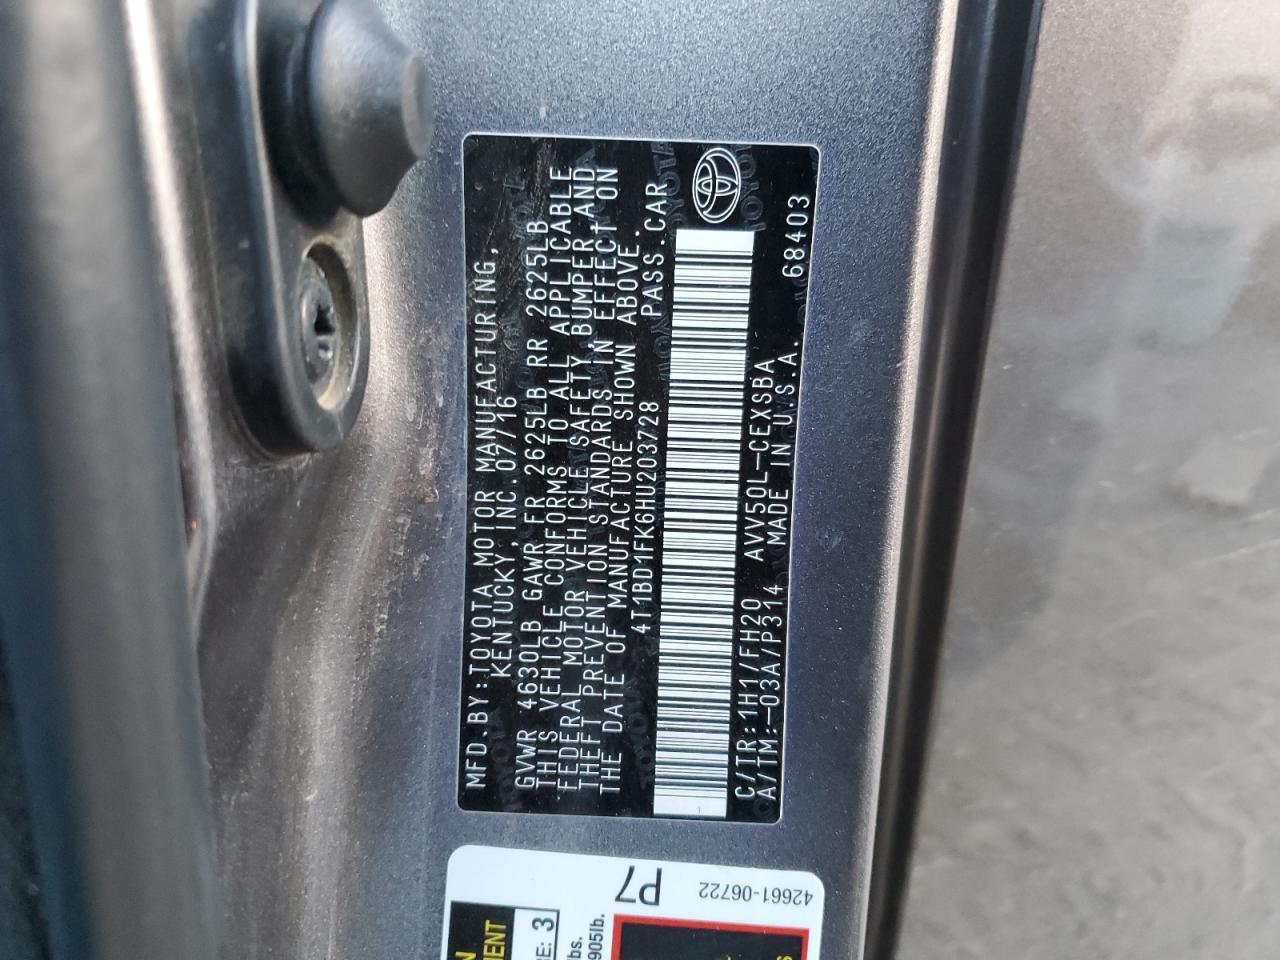 MFD.BY:TOYOTA MOTOR MANUFACTURING,
KENTUCKY,INC.07/16
GVWR 4630LB GAWR FR 2625LB RR 2625LB
THIS VEHICLE CONFORMS TO ALL APPLICABLE
FEDERAL MOTOR VEHICLE SAFETY,BUMPER,AND
THEFT PREVENTION STANDARDS IN EFFECT ON
THE DATE OF MANUFACTURE SHOWN ABOVE.
4T1BD1FK6HU203728 PASS.CAR
C/TR:1H1/FH20 AVV50L-CEXSBA
A/TM:-03A/P314 MADE IN U.S.A. 68403
P7
42661-06722
3
905lb.